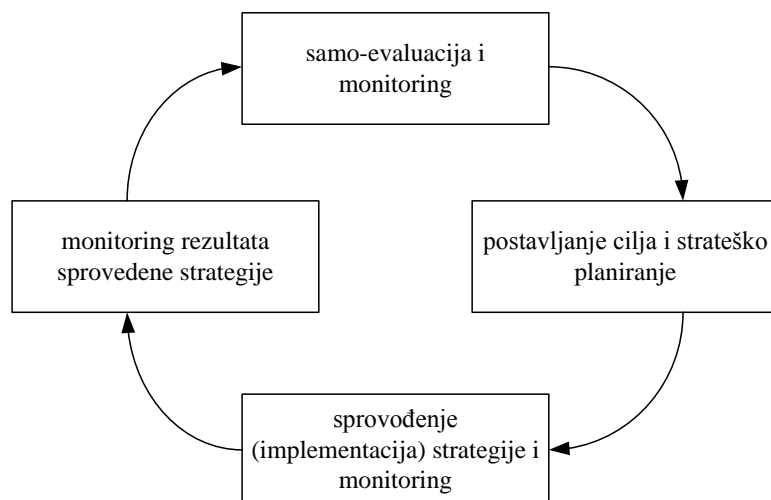 samo-evaluacija i
monitoring
monitoring rezultata
sprovedene strategije
postavljanje cilja i strateško
planiranje
sprovođenje
(implementacija) strategije i
monitoring